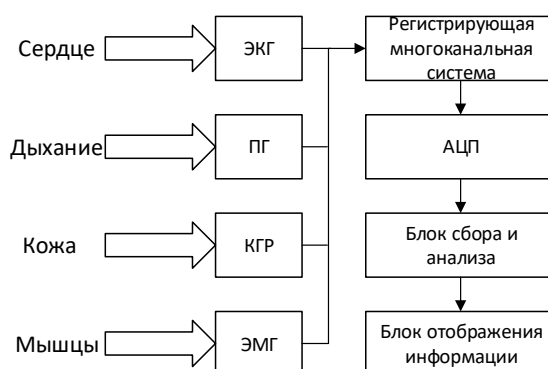 Сердце
ЭКГ
Регистрирующая
многоканальная
система
Дыхание
ПГ
АЦП
Кожа
КГР
Блок сбора и
анализа
Мышцы
ЭМГ
Блок отображения
информации